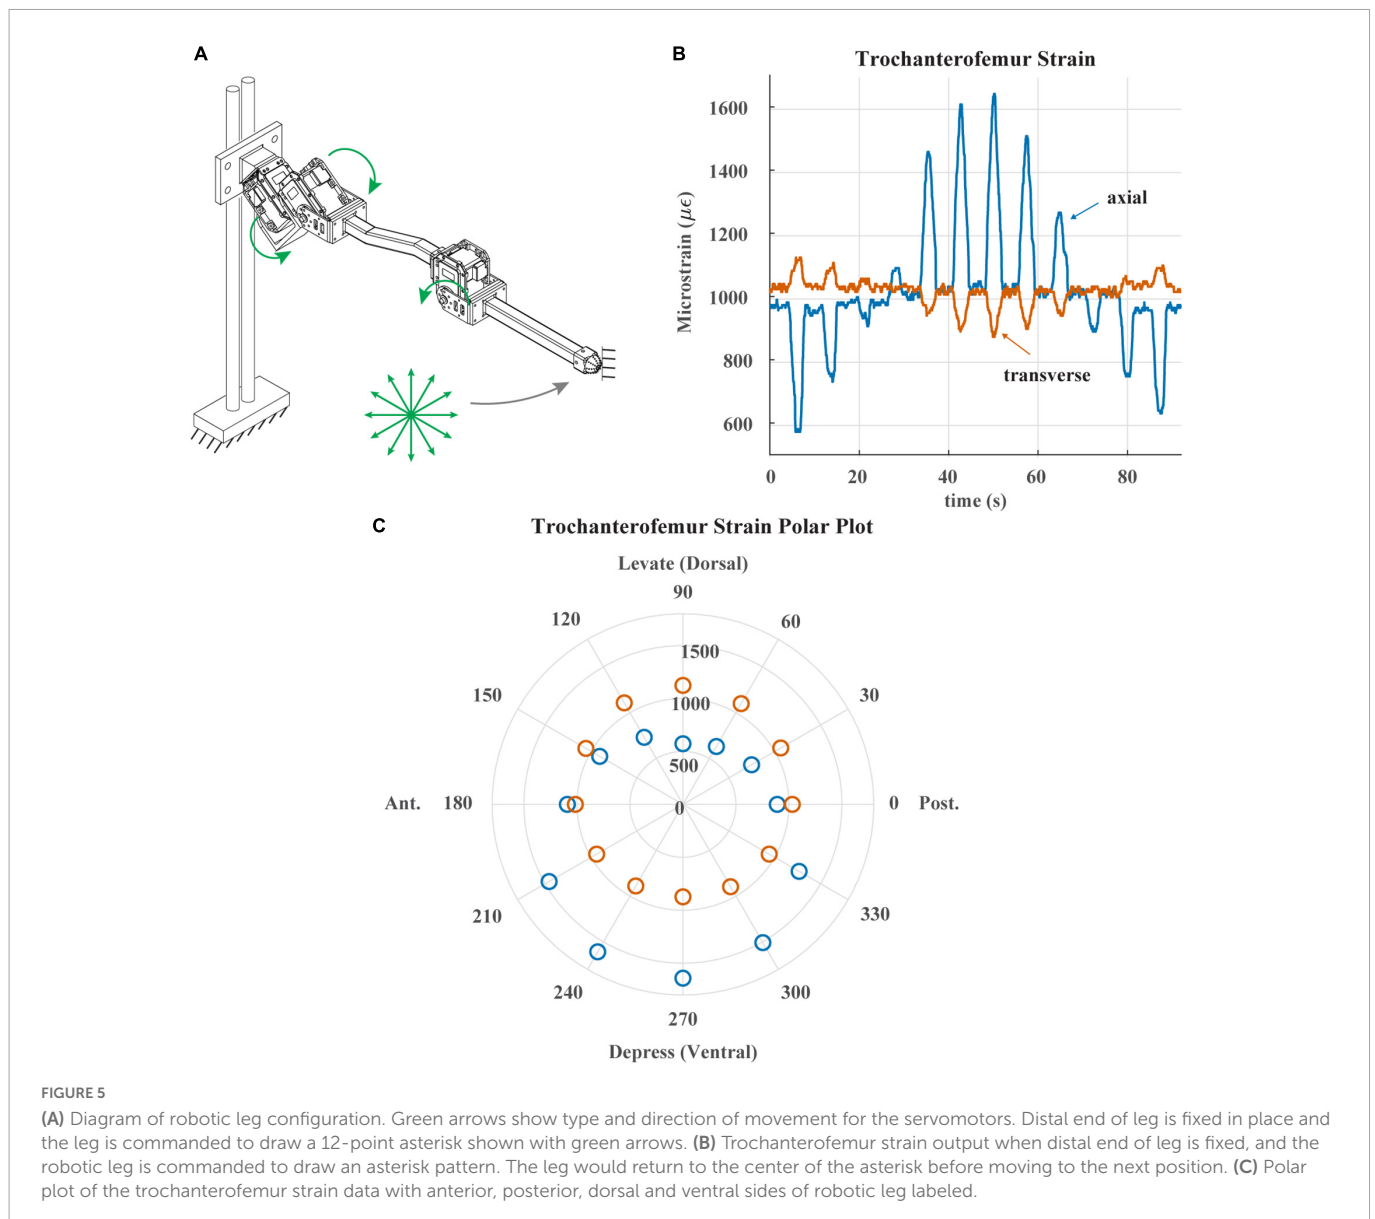 A
B
Trochanterofemur Strain
1600
1400
1200
1000
800
600
Microstrain (με)
axial
transverse
0
20
40
60
80
time (s)
C
Trochanterofemur Strain Polar Plot
Levate (Dorsal)
90
120
60
1500
150
30
1000
500
Ant.
180
0
0
Post.
210
330
240
300
270
Depress (Ventral)
FIGURE 5
(A) Diagram of robotic leg configuration. Green arrows show type and direction of movement for the servomotors. Distal end of leg is fixed in place and
the leg is commanded to draw a 12-point asterisk shown with green arrows. (B) Trochanterofemur strain output when distal end of leg is fixed, and the
robotic leg is commanded to draw an asterisk pattern. The leg would return to the center of the asterisk before moving to the next position. (C) Polar
plot of the trochanterofemur strain data with anterior, posterior, dorsal and ventral sides of robotic leg labeled.